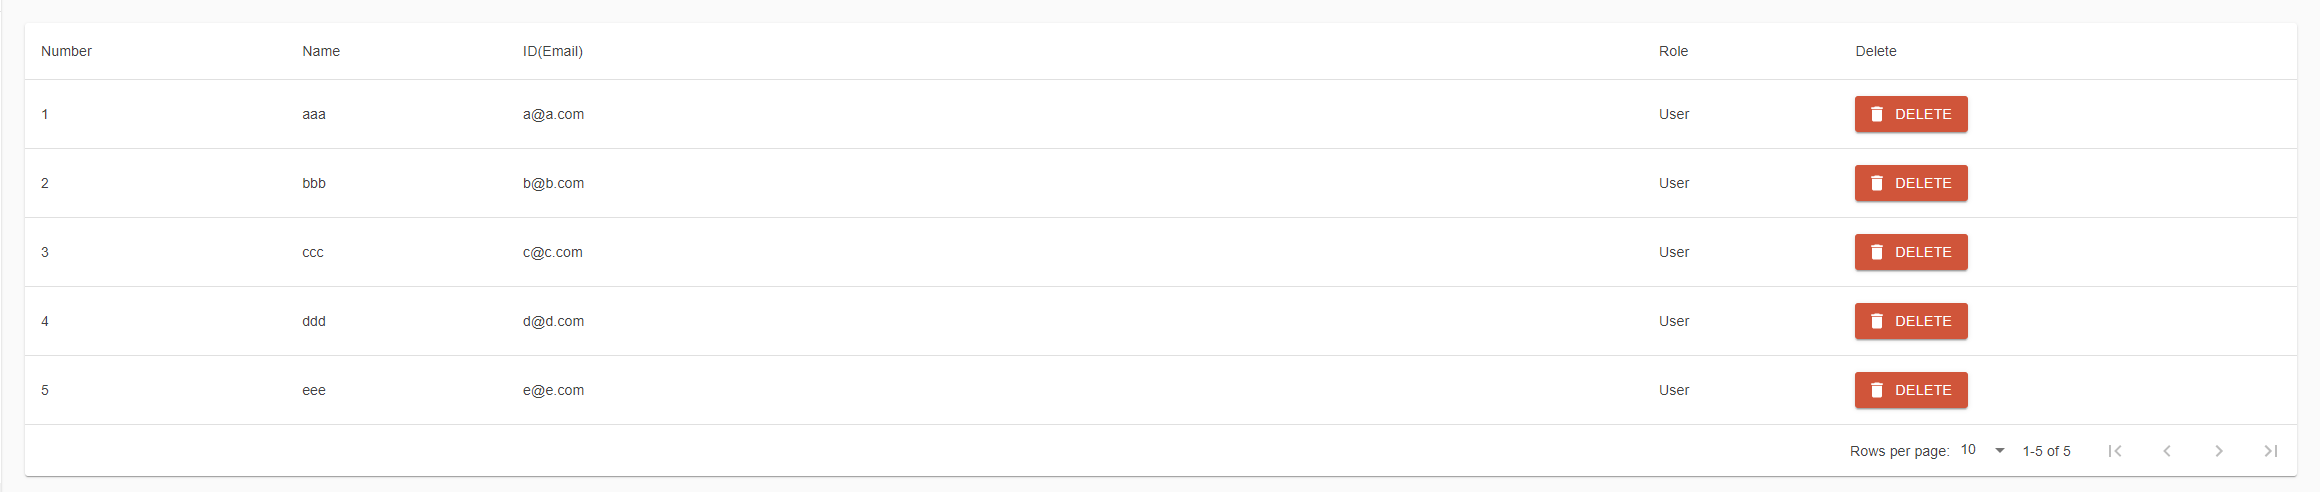 Number Name ID(Email) Role Delete
1 aaa a@a.com User DELETE
2 bbb b@b.com User DELETE
3 ccc c@c.com User DELETE
4 ddd d@d.com User DELETE
5 eee e@e.com User DELETE
Rows per page: 10 1-5 of 5